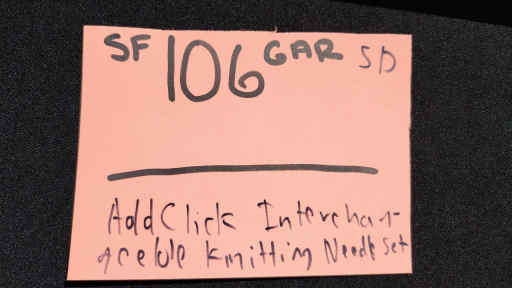 SF 106 GAR SD
AddClick Interchan-
geable Knitting Needle Set